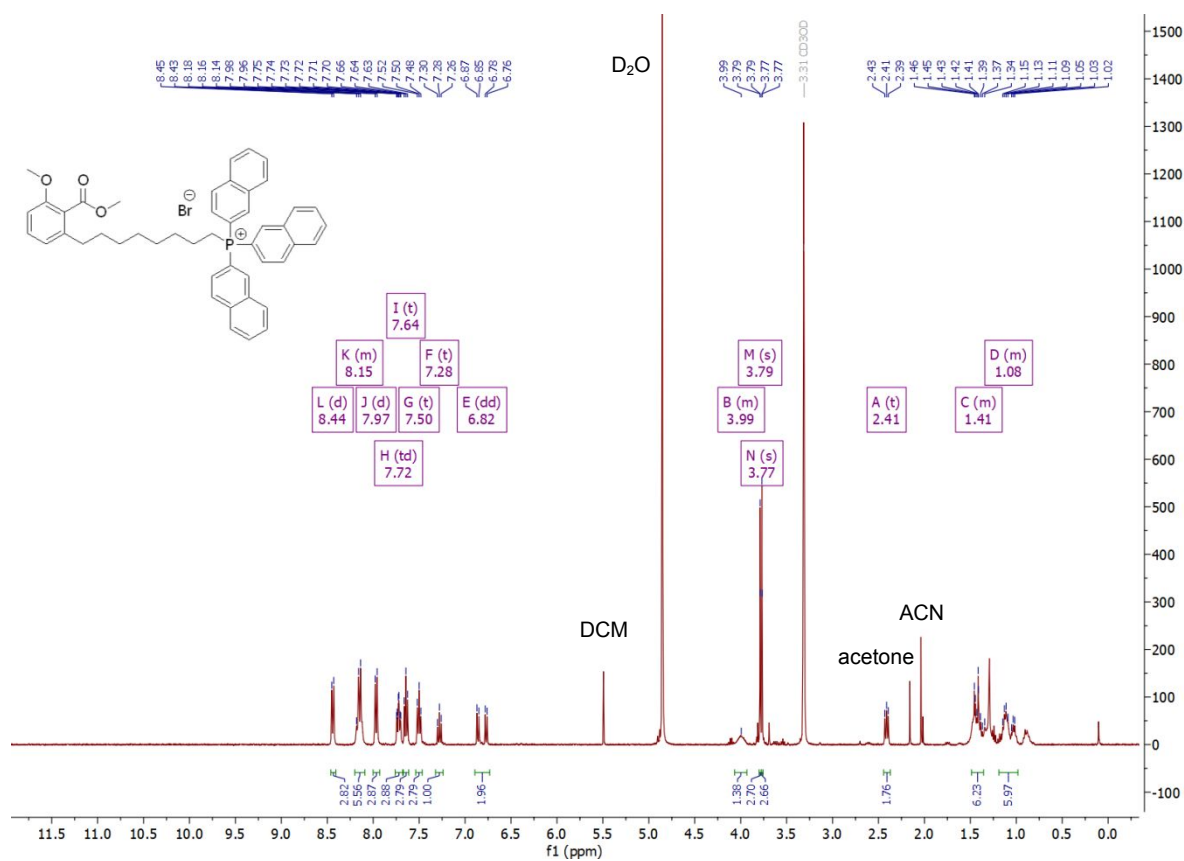 8.45 8.43 8.18 8.16 8.14 7.98 7.96 7.75 7.74 7.73 7.72 7.71 7.70 7.66 7.64 7.63 7.52 7.50 7.48 7.30 7.28 7.26 6.87 6.85 6.78 6.76
3.99 3.79 3.79 3.77 3.77
3.31 CD3OD
2.43 2.41 2.39 1.46 1.45 1.43 1.42 1.41 1.39 1.37 1.34 1.15 1.13 1.11 1.09 1.05 1.03 1.02
D₂O
O
O
O
Br
⊖
P
⊕
I (t)
7.64
K (m)
8.15
F (t)
7.28
M (s)
3.79
D (m)
1.08
L (d)
8.44
J (d)
7.97
G (t)
7.50
E (dd)
6.82
B (m)
3.99
A (t)
2.41
C (m)
1.41
H (td)
7.72
N (s)
3.77
DCM
ACN
acetone
2.82 5.56 2.87 2.88 2.79 2.79 1.00 1.96 1.38 2.70 2.66 1.76 6.23 5.97
11.5 11.0 10.5 10.0 9.5 9.0 8.5 8.0 7.5 7.0 6.5 6.0 5.5 5.0 4.5 4.0 3.5 3.0 2.5 2.0 1.5 1.0 0.5 0.0
f1 (ppm)
1500
1400
1300
1200
1100
1000
900
800
700
600
500
400
300
200
100
0
-100